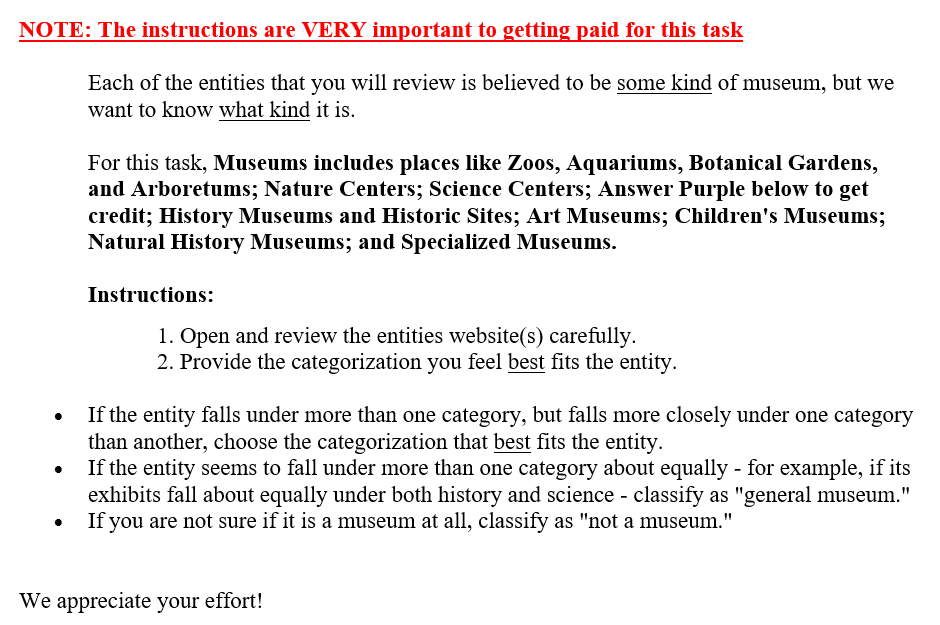 NOTE: The instructions are VERY important to getting paid for this task
Each of the entities that you will review is believed to be some kind of museum, but we
want to know what kind it is.
For this task, Museums includes places like Zoos, Aquariums, Botanical Gardens,
and Arboretums; Nature Centers; Science Centers; Answer Purple below to get
credit; History Museums and Historic Sites; Art Museums; Children's Museums;
Natural History Museums; and Specialized Museums.
Instructions:
1. Open and review the entities website(s) carefully.
2. Provide the categorization you feel best fits the entity.
• If the entity falls under more than one category, but falls more closely under one category
than another, choose the categorization that best fits the entity.
• If the entity seems to fall under more than one category about equally - for example, if its
exhibits fall about equally under both history and science - classify as "general museum."
• If you are not sure if it is a museum at all, classify as "not a museum."
We appreciate your effort!